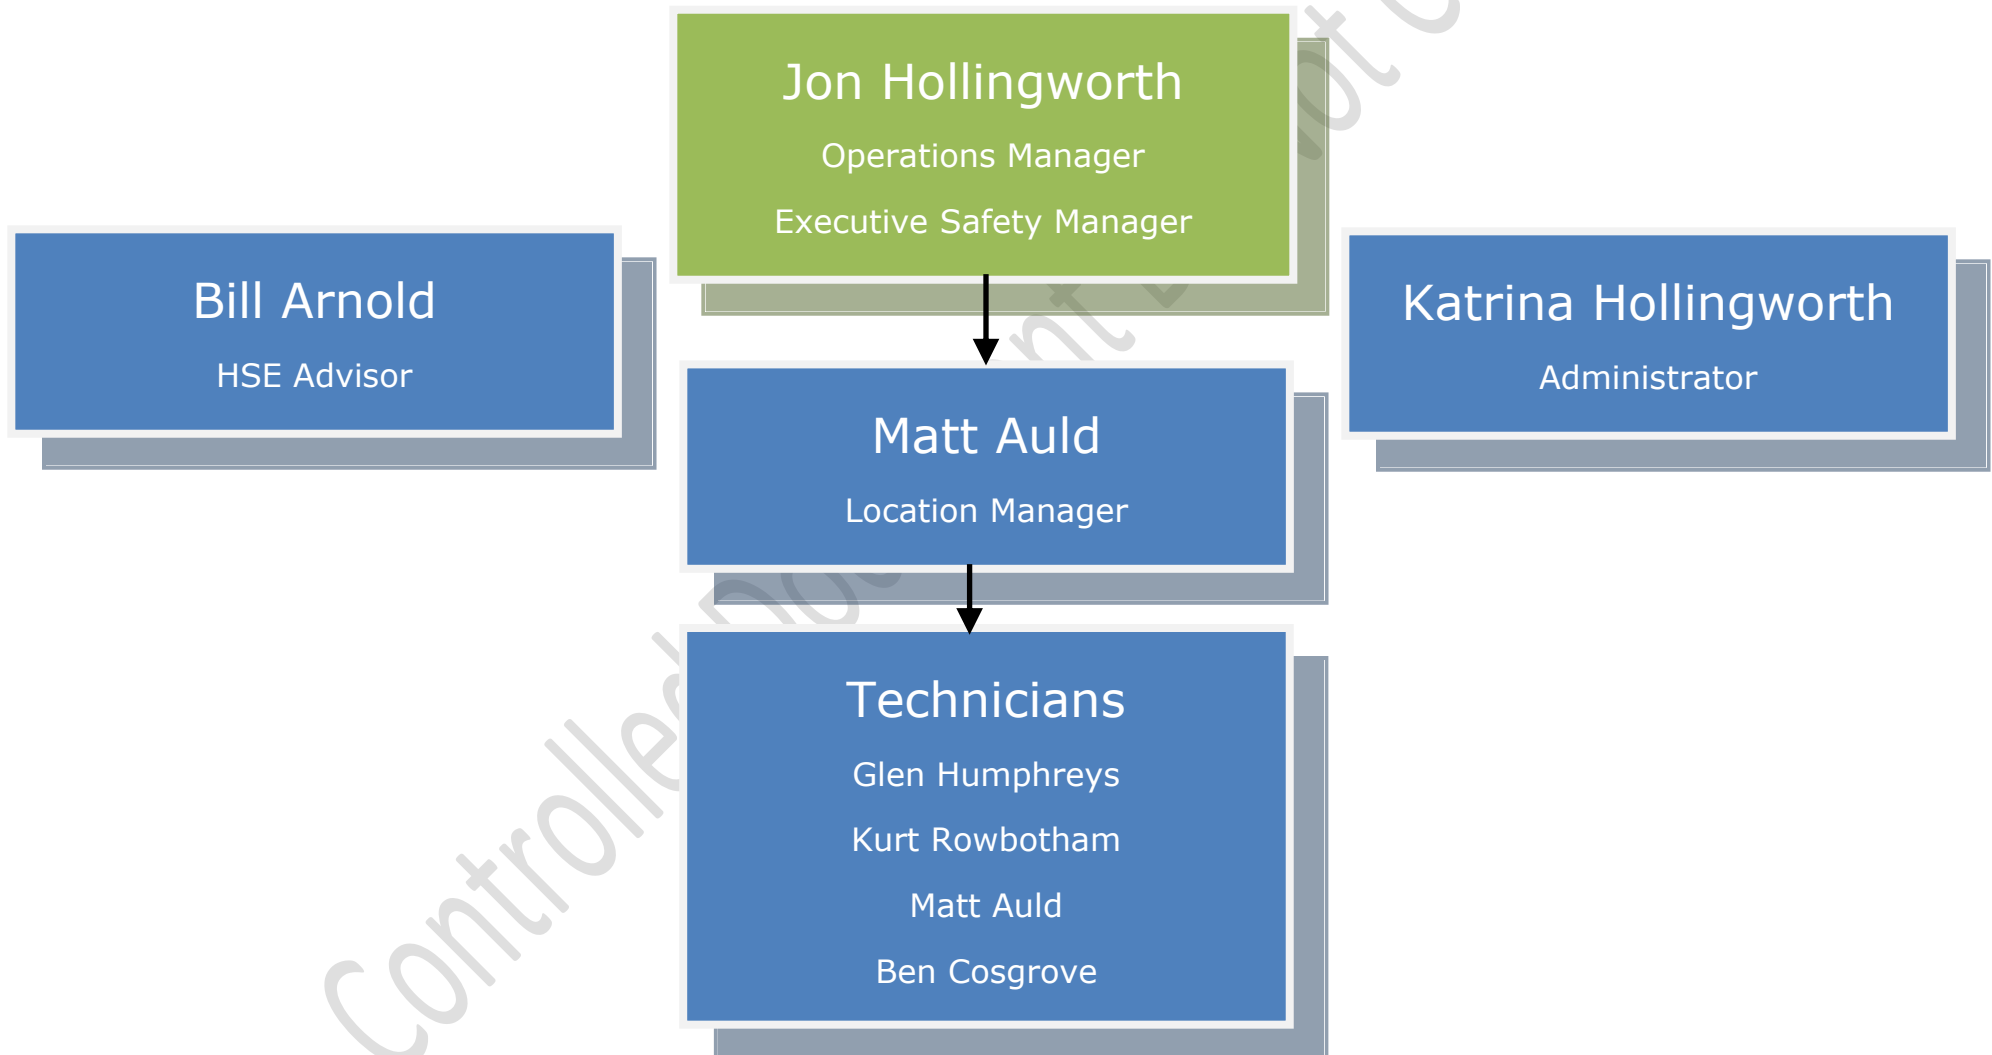 Jon Hollingworth
Operations Manager
Executive Safety Manager
Bill Arnold
HSE Advisor
Katrina Hollingworth
Administrator
Matt Auld
Location Manager
Technicians
Glen Humphreys
Kurt Rowbotham
Matt Auld
Ben Cosgrove
Controlled